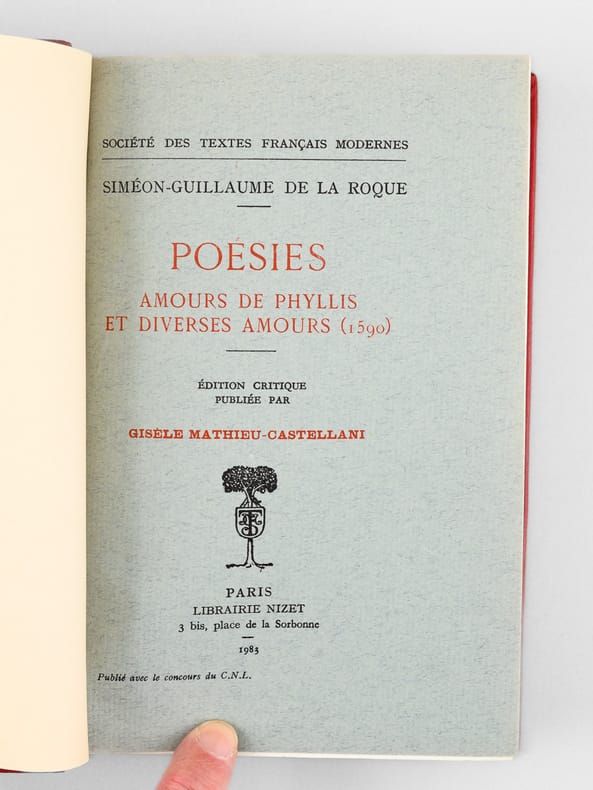 SOCIÉTÉ DES TEXTES FRANÇAIS MODERNES
SIMÉON-GUILLAUME DE LA ROQUE
POÉSIES
AMOURS DE PHYLLIS
ET DIVERSES AMOURS (1590)
ÉDITION CRITIQUE
PUBLIÉE PAR
GISÈLE MATHIEU-CASTELLANI
PARIS
LIBRAIRIE NIZET
3 bis, place de la Sorbonne
1983
Publié avec le concours du C.N.L.